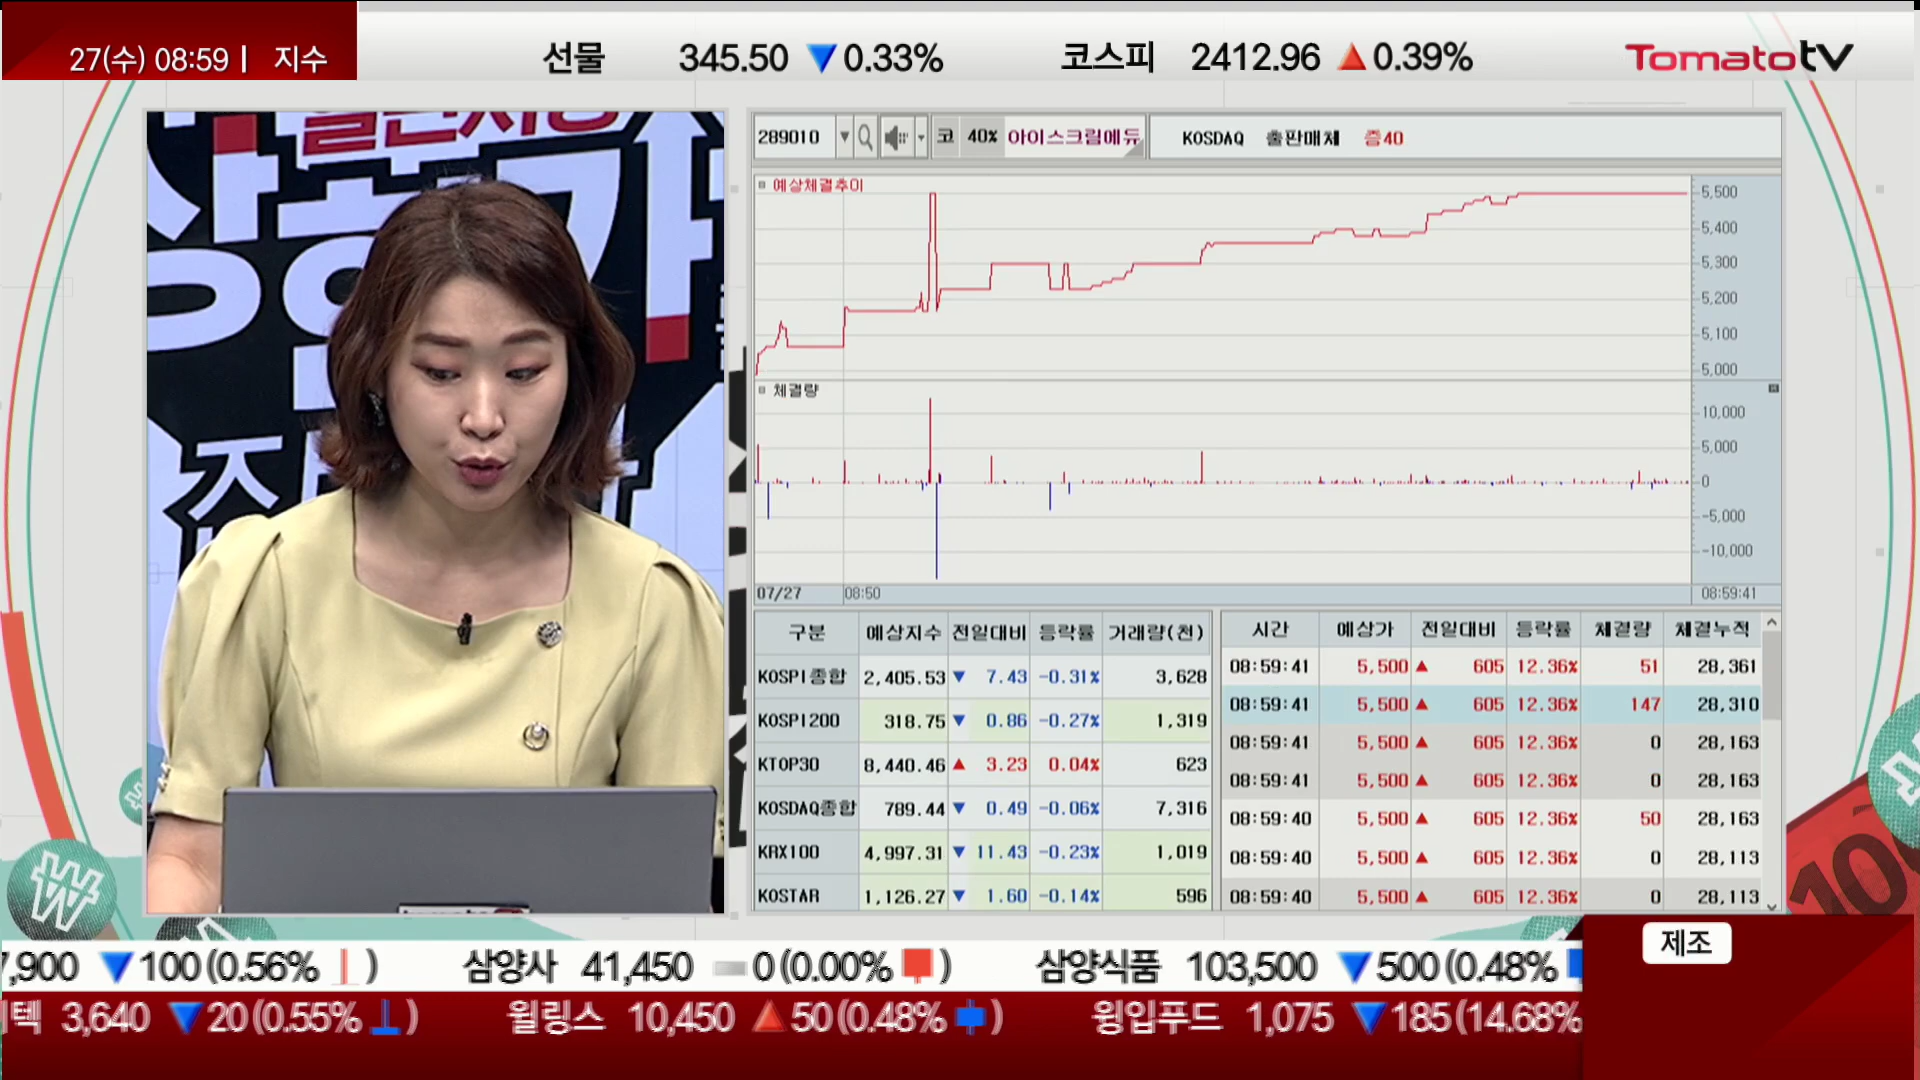 27(수) 08:59 | 지수
선물 345.50 ▼ 0.33%
코스피 2412.96 ▲ 0.39%
Tomato tv
289010 코 40% 아이스크림에듀 KOSDAQ 출판매체 증40
예상체결추이
5,500
5,400
5,300
5,200
5,100
5,000
체결량
10,000
5,000
0
-5,000
-10,000
07/27 08:50 08:59:41
구분 예상지수 전일대비 등락률 거래량(천)
KOSPI종합 2,405.53 ▼ 7.43 -0.31% 3,628
KOSPI200 318.75 ▼ 0.86 -0.27% 1,319
KTOP30 8,440.46 ▲ 3.23 0.04% 623
KOSDAQ종합 789.44 ▼ 0.49 -0.06% 7,316
KRX100 4,997.31 ▼ 11.43 -0.23% 1,019
KOSTAR 1,126.27 ▼ 1.60 -0.14% 596
시간 예상가 전일대비 등락률 체결량 체결누적
08:59:41 5,500 ▲ 605 12.36% 51 28,361
08:59:41 5,500 ▲ 605 12.36% 147 28,310
08:59:41 5,500 ▲ 605 12.36% 0 28,163
08:59:41 5,500 ▲ 605 12.36% 0 28,163
08:59:40 5,500 ▲ 605 12.36% 50 28,163
08:59:40 5,500 ▲ 605 12.36% 0 28,113
08:59:40 5,500 ▲ 605 12.36% 0 28,113
7,900 ▼ 100(0.56% ) 삼양사 41,450 0(0.00% ) 삼양식품 103,500 ▼ 500(0.48%
제조
텍 3,640 ▼ 20(0.55% ) 윌링스 10,450 ▲ 50(0.48% ) 윙입푸드 1,075 ▼ 185(14.68%